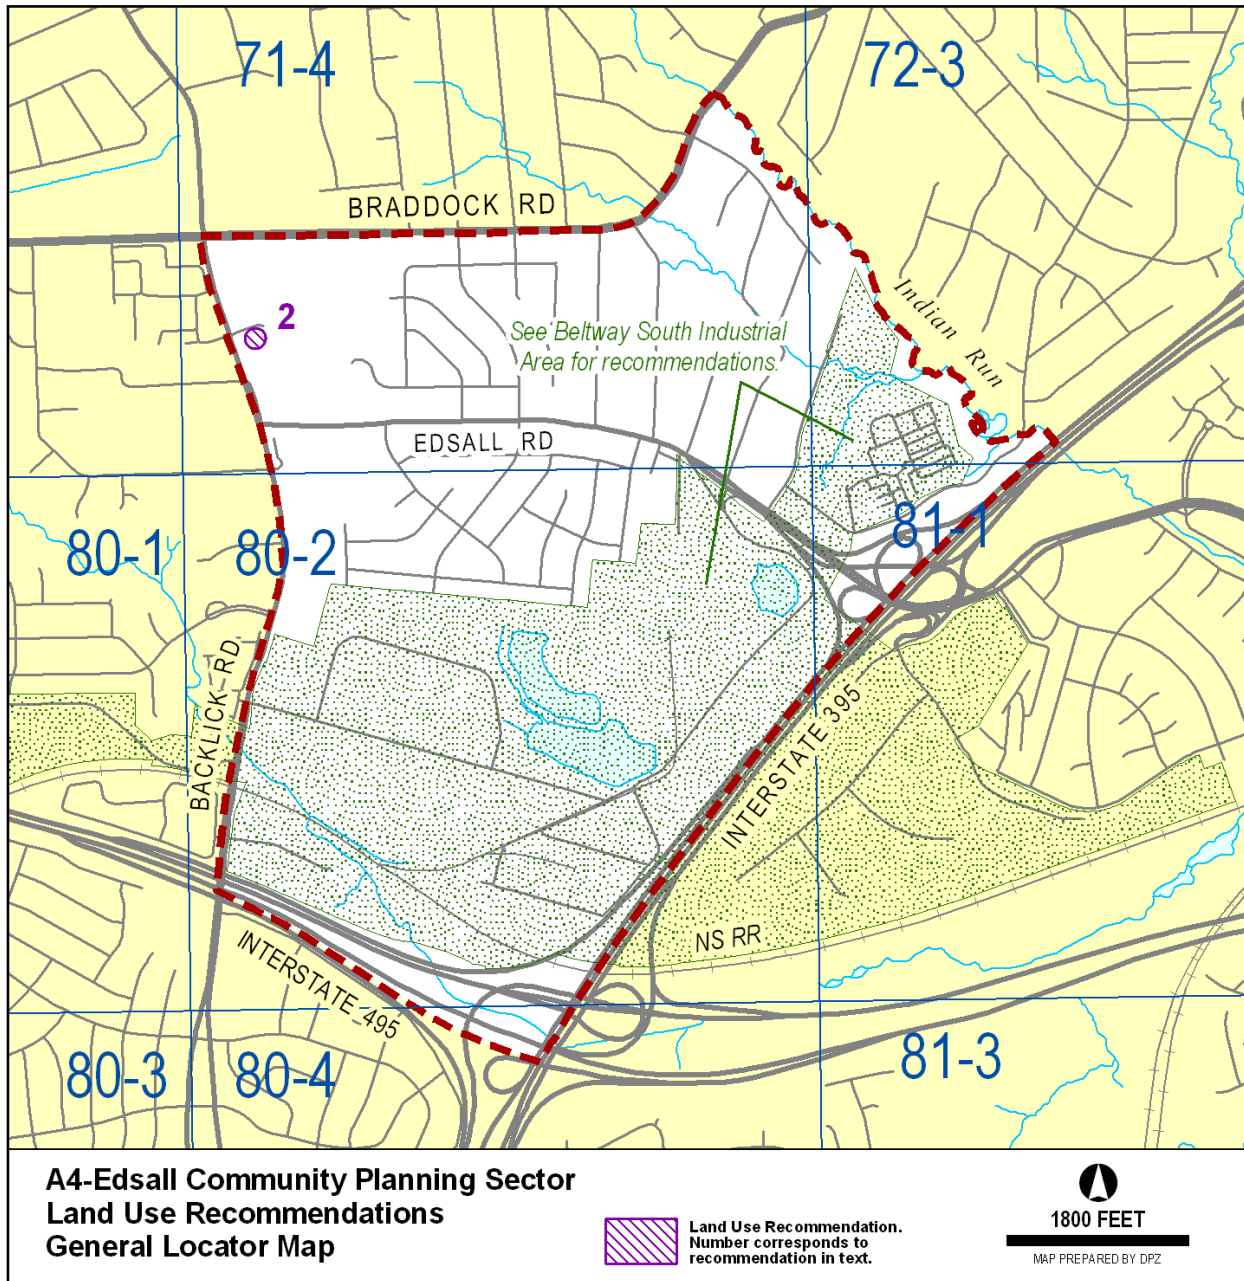 71-4
72-3
BRADDOCK RD
2
Indian Run
See Beltway South Industrial
Area for recommendations.
EDSALL RD
80-1
80-2
81-1
BACKLICK RD
INTERSTATE 395
NS RR
INTERSTATE 495
80-3
80-4
81-3
A4-Edsall Community Planning Sector
Land Use Recommendations
General Locator Map
Land Use Recommendation.
Number corresponds to
recommendation in text.
1800 FEET
MAP PREPARED BY DPZ